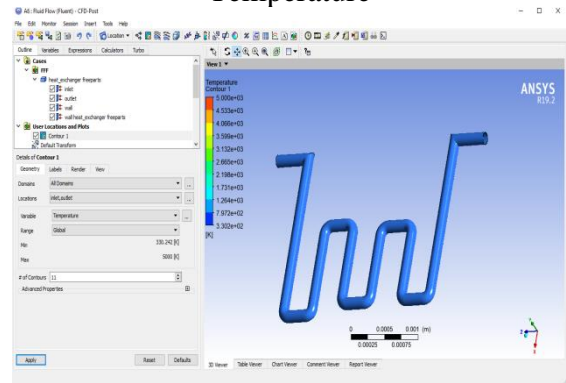 Temperature
A6 : Fluid Flow (Fluent) - CFD-Post
File Edit Monitor Session Insert Tools Help
Location
Outline Variables Expressions Calculators Turbo
Cases
FFF
heat_exchanger freeparts
inlet
outlet
wall
wall heat_exchanger freeparts
User Locations and Plots
Contour 1
Default Transform
Details of Contour 1
Geometry Labels Render View
Domains All Domains
Locations inlet,outlet
Variable Temperature
Range Global
Min 330.242 [K]
Max 5000 [K]
# of Contours 11
Advanced Properties
Apply Reset Defaults
View 1
Temperature
Contour 1
5.000e+03
4.533e+03
4.066e+03
3.599e+03
3.132e+03
2.665e+03
2.198e+03
1.731e+03
1.264e+03
7.972e+02
3.302e+02
[K]
ANSYS
R19.2
0 0.0005 0.001 (m)
0.00025 0.00075
3D Viewer Table Viewer Chart Viewer Comment Viewer Report Viewer